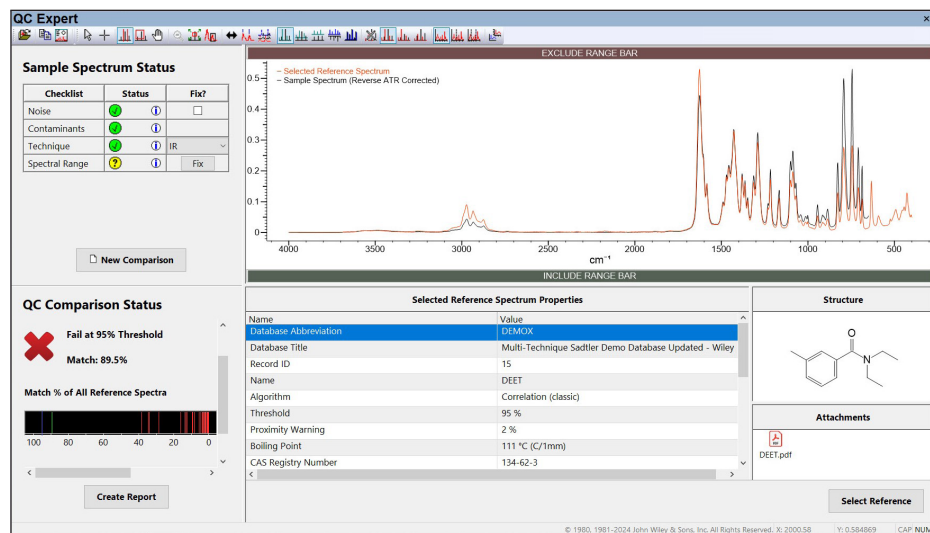 QC Expert
Sample Spectrum Status
Checklist Status Fix?
Noise
Contaminants
Technique IR
Spectral Range Fix
New Comparison
EXCLUDE RANGE BAR
– Selected Reference Spectrum
– Sample Spectrum (Reverse ATR Corrected)
0.5
0.4
0.3
0.2
0.1
0
4000 3500 3000 2500 2000 1500 1000 500
cm⁻¹
INCLUDE RANGE BAR
QC Comparison Status
Fail at 95% Threshold
Match: 89.5%
Match % of All Reference Spectra
100 80 60 40 20 0
Create Report
Selected Reference Spectrum Properties
Name Value
Database Abbreviation DEMOX
Database Title Multi-Technique Sadtler Demo Database Updated - Wiley
Record ID 15
Name DEET
Algorithm Correlation (classic)
Threshold 95 %
Proximity Warning 2 %
Boiling Point 111 °C (C/1mm)
CAS Registry Number 134-62-3
Structure
O
N
Attachments
PDF
DEET.pdf
Select Reference
© 1980, 1981-2024 John Wiley & Sons, Inc. All Rights Reserved. X: 2000.58 Y: 0.584869 CAP NUM